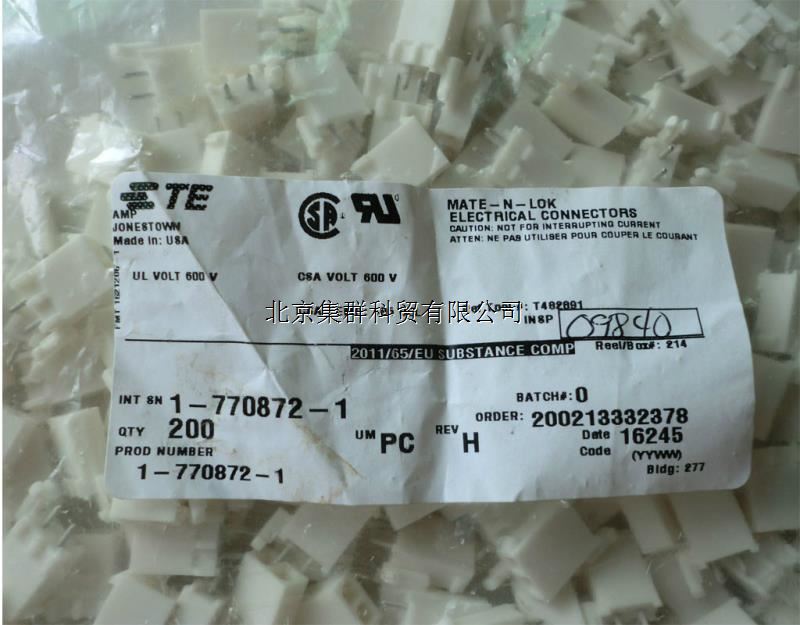 TE
AMP
JONESTOWN
Made in: USA
UL VOLT 600 V
CSA VOLT 600 V
MATE-N-LOK
ELECTRICAL CONNECTORS
CAUTION: NOT FOR INTERRUPTING CURRENT
ATTEN: NE PAS UTILISER POUR COUPER LE COURANT
北京集群科贸有限公司
INSP 09840
Reel/Box#: 214
2011/65/EU SUBSTANCE COMP
INT SN 1-770872-1
BATCH#: 0
QTY 200
UM PC
REV H
ORDER: 200213332378
Date 16245
Code (YYWW)
PROD NUMBER
1-770872-1
Bldg: 277